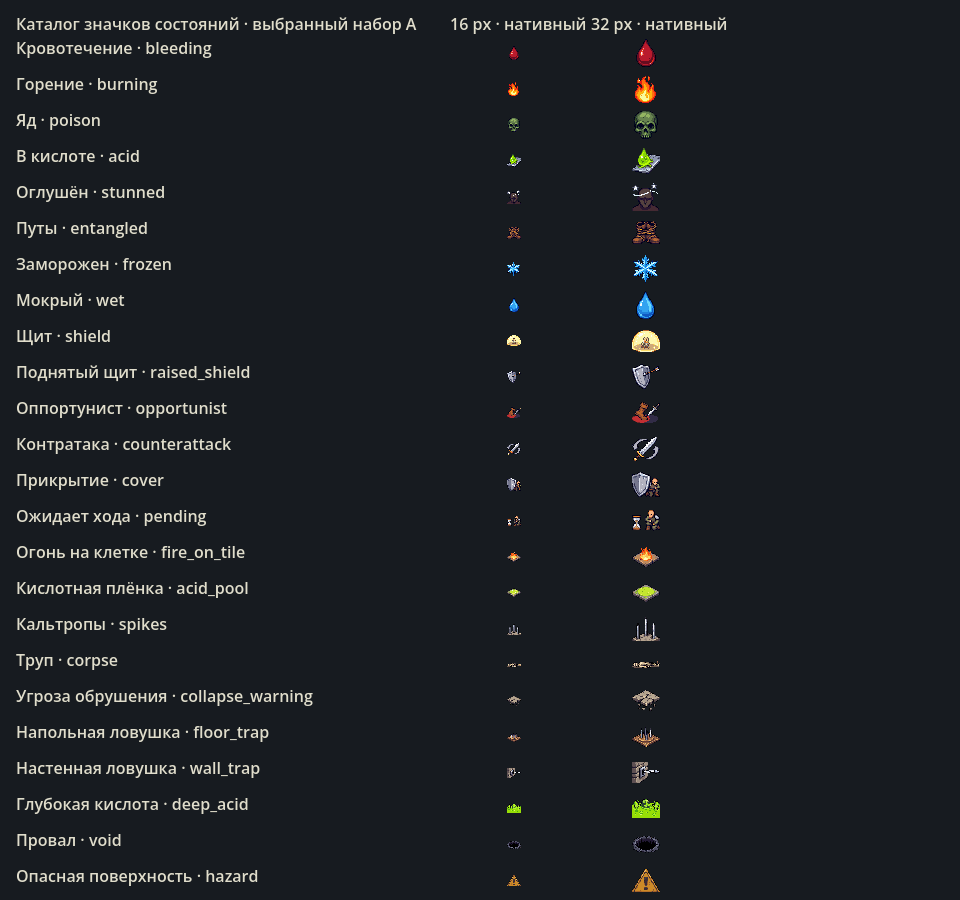 Каталог значков состояний · выбранный набор А 16 px · нативный 32 px · нативный
Кровотечение · bleeding
Горение · burning
Яд · poison
В кислоте · acid
Оглушён · stunned
Путы · entangled
Заморожен · frozen
Мокрый · wet
Щит · shield
Поднятый щит · raised_shield
Оппортунист · opportunist
Контратака · counterattack
Прикрытие · cover
Ожидает хода · pending
Огонь на клетке · fire_on_tile
Кислотная плёнка · acid_pool
Кальтропы · spikes
Труп · corpse
Угроза обрушения · collapse_warning
Напольная ловушка · floor_trap
Настенная ловушка · wall_trap
Глубокая кислота · deep_acid
Провал · void
Опасная поверхность · hazard